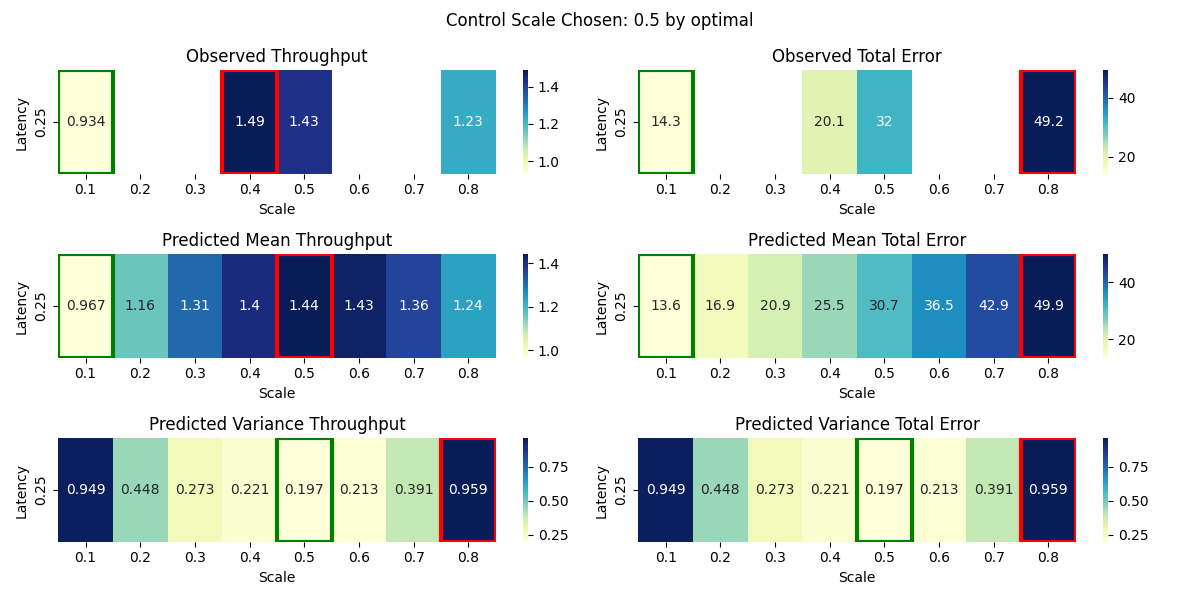 Control Scale Chosen: 0.5 by optimal
Observed Throughput
Latency
0.25
0.934 1.49 1.43 1.23
0.1 0.2 0.3 0.4 0.5 0.6 0.7 0.8
Scale
1.4
1.2
1.0
Observed Total Error
Latency
0.25
14.3 20.1 32 49.2
0.1 0.2 0.3 0.4 0.5 0.6 0.7 0.8
Scale
40
20
Predicted Mean Throughput
Latency
0.25
0.967 1.16 1.31 1.4 1.44 1.43 1.36 1.24
0.1 0.2 0.3 0.4 0.5 0.6 0.7 0.8
Scale
1.4
1.2
1.0
Predicted Mean Total Error
Latency
0.25
13.6 16.9 20.9 25.5 30.7 36.5 42.9 49.9
0.1 0.2 0.3 0.4 0.5 0.6 0.7 0.8
Scale
40
20
Predicted Variance Throughput
Latency
0.25
0.949 0.448 0.273 0.221 0.197 0.213 0.391 0.959
0.1 0.2 0.3 0.4 0.5 0.6 0.7 0.8
Scale
0.75
0.50
0.25
Predicted Variance Total Error
Latency
0.25
0.949 0.448 0.273 0.221 0.197 0.213 0.391 0.959
0.1 0.2 0.3 0.4 0.5 0.6 0.7 0.8
Scale
0.75
0.50
0.25